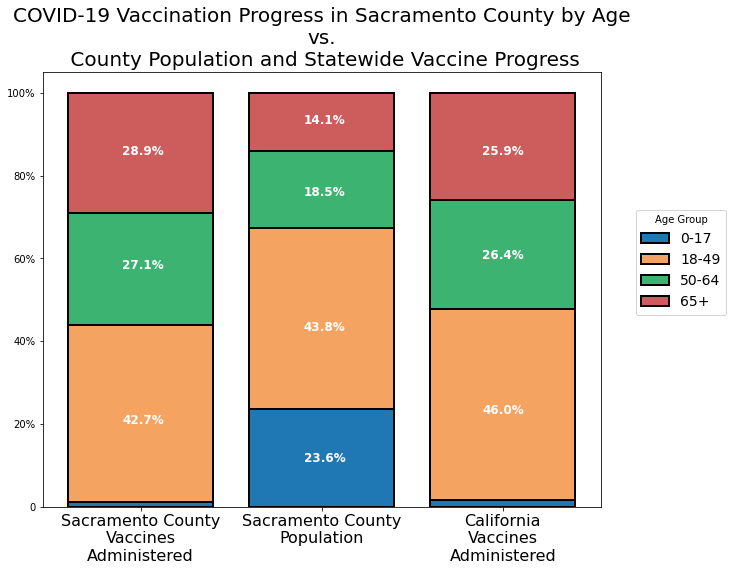 COVID-19 Vaccination Progress in Sacramento County by Age
vs.
County Population and Statewide Vaccine Progress
100%
80%
60%
40%
20%
0
28.9%
27.1%
42.7%
14.1%
18.5%
43.8%
23.6%
25.9%
26.4%
46.0%
Sacramento County
Vaccines
Administered
Sacramento County
Population
California
Vaccines
Administered
Age Group
0-17
18-49
50-64
65+